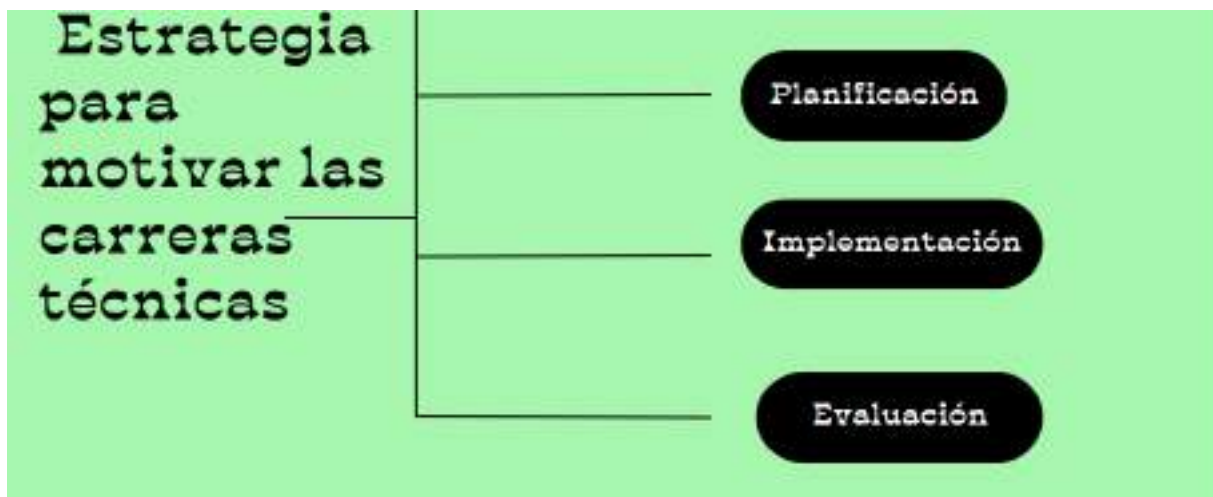 Estrategia
para
motivar las
carreras
técnicas
Planificación
Implementación
Evaluación